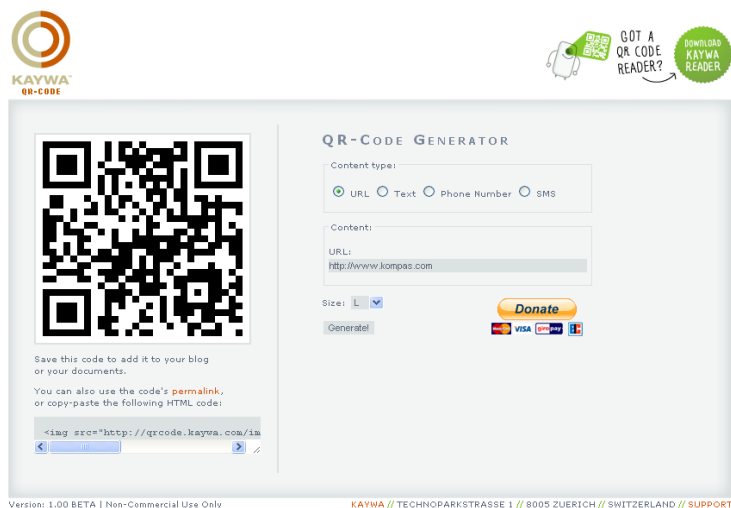 KAYWA
QR-CODE
GOT A
QR CODE
READER?
DOWNLOAD
KAYWA
READER
QR-Code Generator
Content type:
URL Text Phone Number SMS
Content:
URL:
http://www.kompas.com
Size: L
Donate
VISA
Generate!
Save this code to add it to your blog
or your documents.
You can also use the code's permalink,
or copy-paste the following HTML code:
<img src="http://qrcode.kaywa.com/im
Version: 1.00 BETA | Non-Commercial Use Only
KAYWA // TECHNOPARKSTRASSE 1 // 8005 ZUERICH // SWITZERLAND // SUPPORT